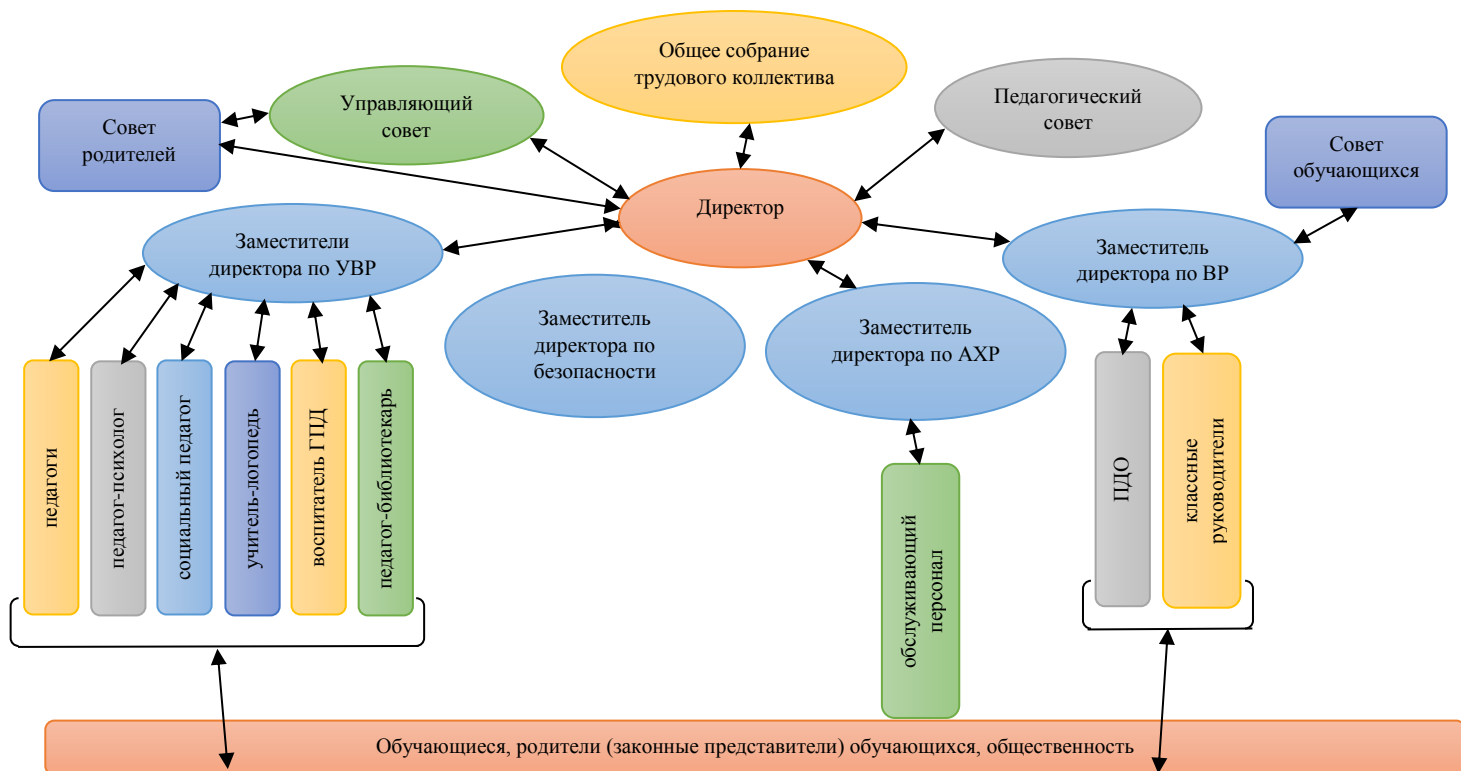 Общее собрание
трудового коллектива
Управляющий
совет
Педагогический
совет
Совет
родителей
Совет
обучающихся
Директор
Заместители
директора по УВР
Заместитель
директора по ВР
Заместитель
директора по
безопасности
Заместитель
директора по АХР
педагоги
педагог-психолог
социальный педагог
учитель-логопедь
воспитатель ГПД
педагог-библиотекарь
обслуживающий
персонал
ПДО
классные
руководители
Обучающиеся, родители (законные представители) обучающихся, общественность